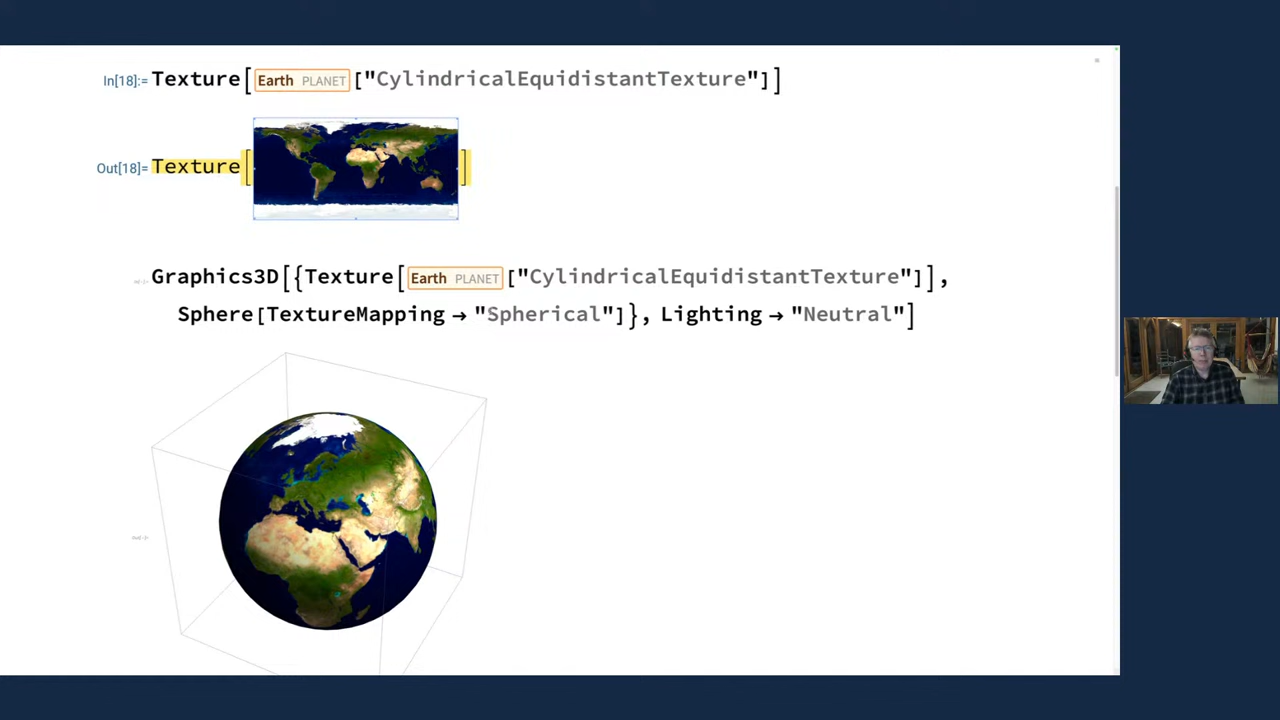 In[18]:= Texture[Earth PLANET ["CylindricalEquidistantTexture"]]
Out[18]= Texture[ ]
Graphics3D[{Texture[Earth PLANET ["CylindricalEquidistantTexture"]],
Sphere[TextureMapping → "Spherical"]}, Lighting → "Neutral"]